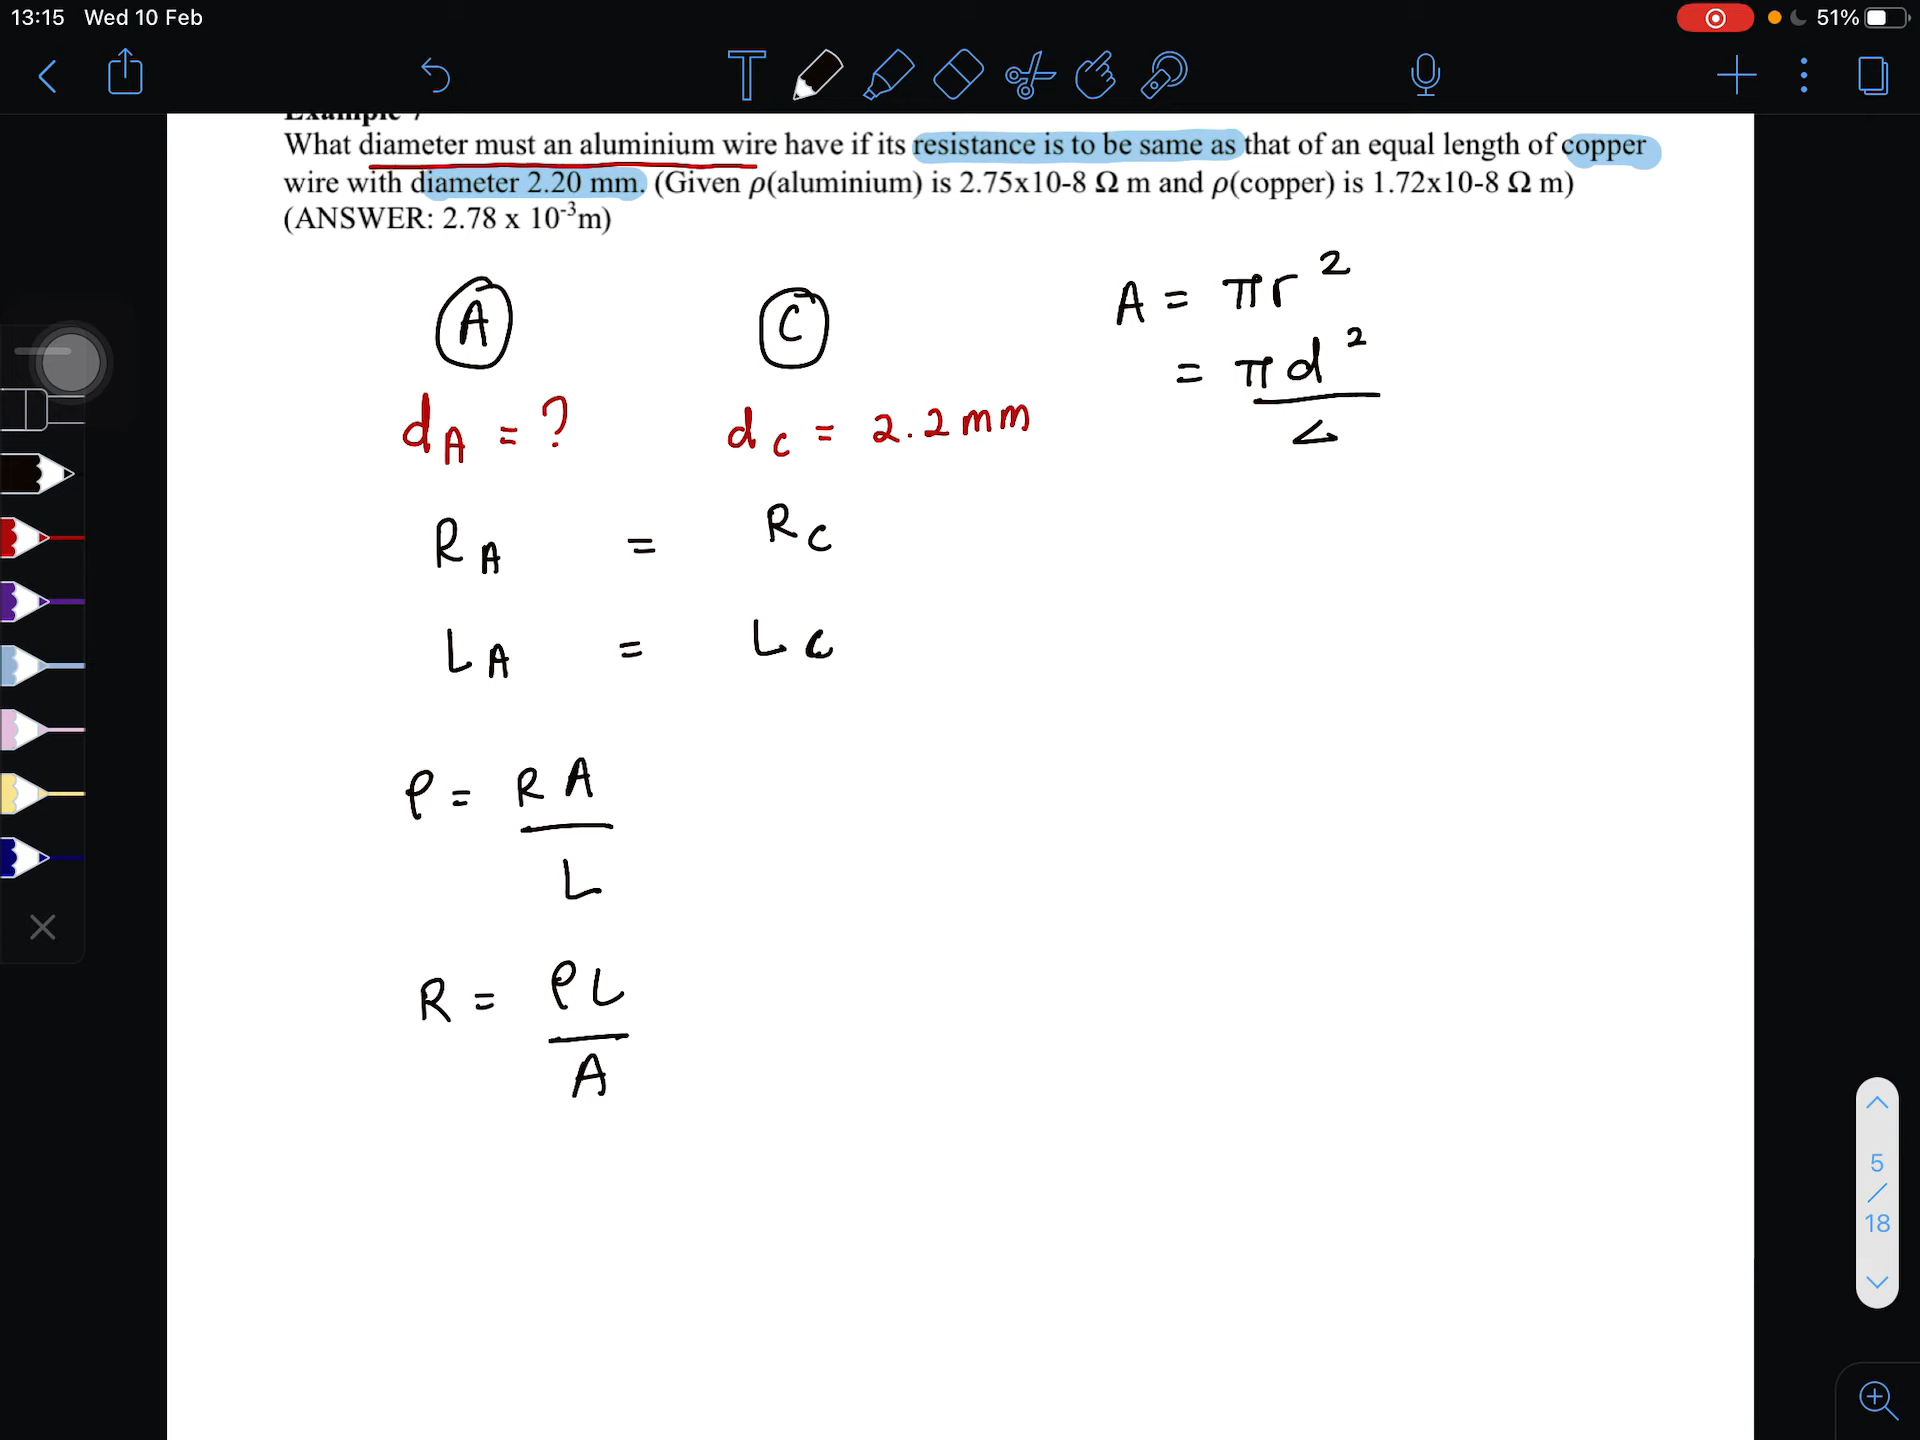 13:15 Wed 10 Feb
51%
What diameter must an aluminium wire have if its resistance is to be same as that of an equal length of copper
wire with diameter 2.20 mm. (Given ρ(aluminium) is 2.75x10-8 Ω m and ρ(copper) is 1.72x10-8 Ω m)
(ANSWER: 2.78 x 10⁻³m)
A C
A = πr²
= πd²
dA = ? dC = 2.2mm
RA = RC
LA = LC
ρ = RA
L
R = ρL
A
5
/
18